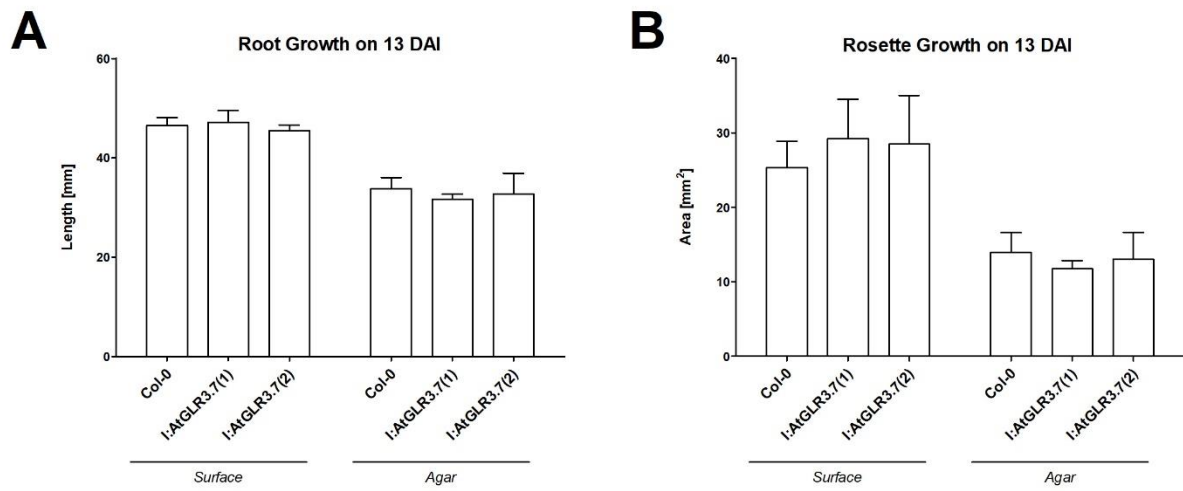 A
Root Growth on 13 DAI
60
40
20
0
Length [mm]
Col-0
I:AtGLR3.7(1)
I:AtGLR3.7(2)
Col-0
I:AtGLR3.7(1)
I:AtGLR3.7(2)
Surface
Agar
B
Rosette Growth on 13 DAI
40
30
20
10
0
Area [mm²]
Col-0
I:AtGLR3.7(1)
I:AtGLR3.7(2)
Col-0
I:AtGLR3.7(1)
I:AtGLR3.7(2)
Surface
Agar